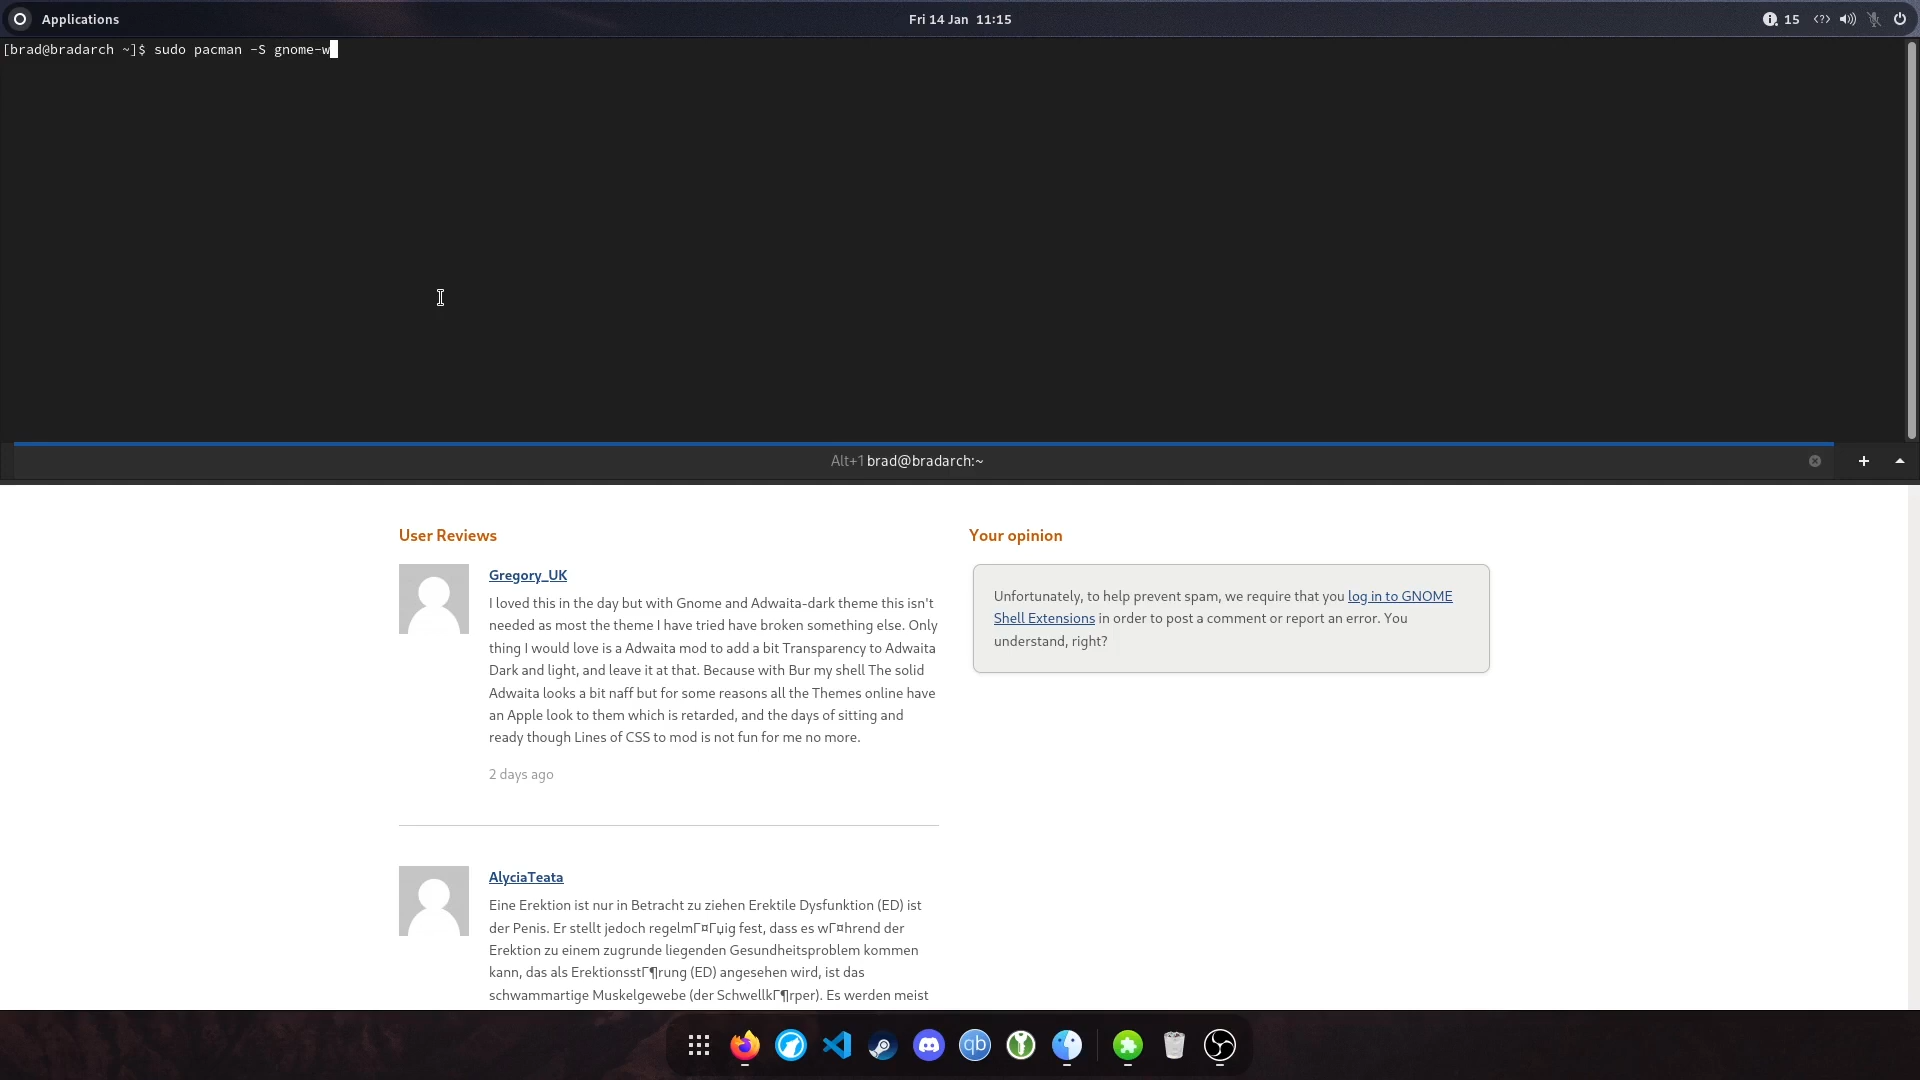 Applications
Fri 14 Jan 11:15
15
[brad@bradarch ~]$ sudo pacman -S gnome-w
Alt+1 brad@bradarch:~
User Reviews
Gregory_UK
I loved this in the day but with Gnome and Adwaita-dark theme this isn't
needed as most the theme I have tried have broken something else. Only
thing I would love is a Adwaita mod to add a bit Transparency to Adwaita
Dark and light, and leave it at that. Because with Bur my shell The solid
Adwaita looks a bit naff but for some reasons all the Themes online have
an Apple look to them which is retarded, and the days of sitting and
ready though Lines of CSS to mod is not fun for me no more.
2 days ago
AlyciaTeata
Eine Erektion ist nur in Betracht zu ziehen Erektile Dysfunktion (ED) ist
der Penis. Er stellt jedoch regelmΓ¤Γџig fest, dass es wΓ¤hrend der
Erektion zu einem zugrunde liegenden Gesundheitsproblem kommen
kann, das als ErektionsstΓ¶rung (ED) angesehen wird, ist das
schwammartige Muskelgewebe (der SchwellkΓ¶rper). Es werden meist
Your opinion
Unfortunately, to help prevent spam, we require that you log in to GNOME
Shell Extensions in order to post a comment or report an error. You
understand, right?
qb